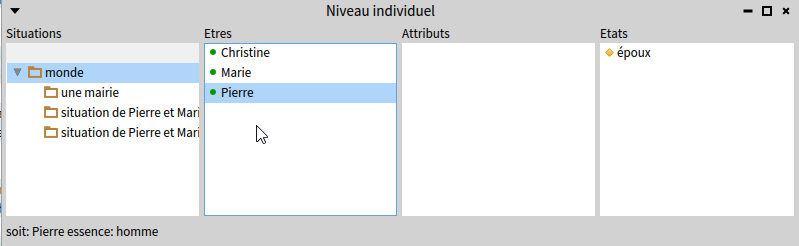 Niveau individuel
Situations
Etres
Attributs
Etats
monde
une mairie
situation de Pierre et Mari
situation de Pierre et Mari
Christine
Marie
Pierre
époux
soit: Pierre essence: homme